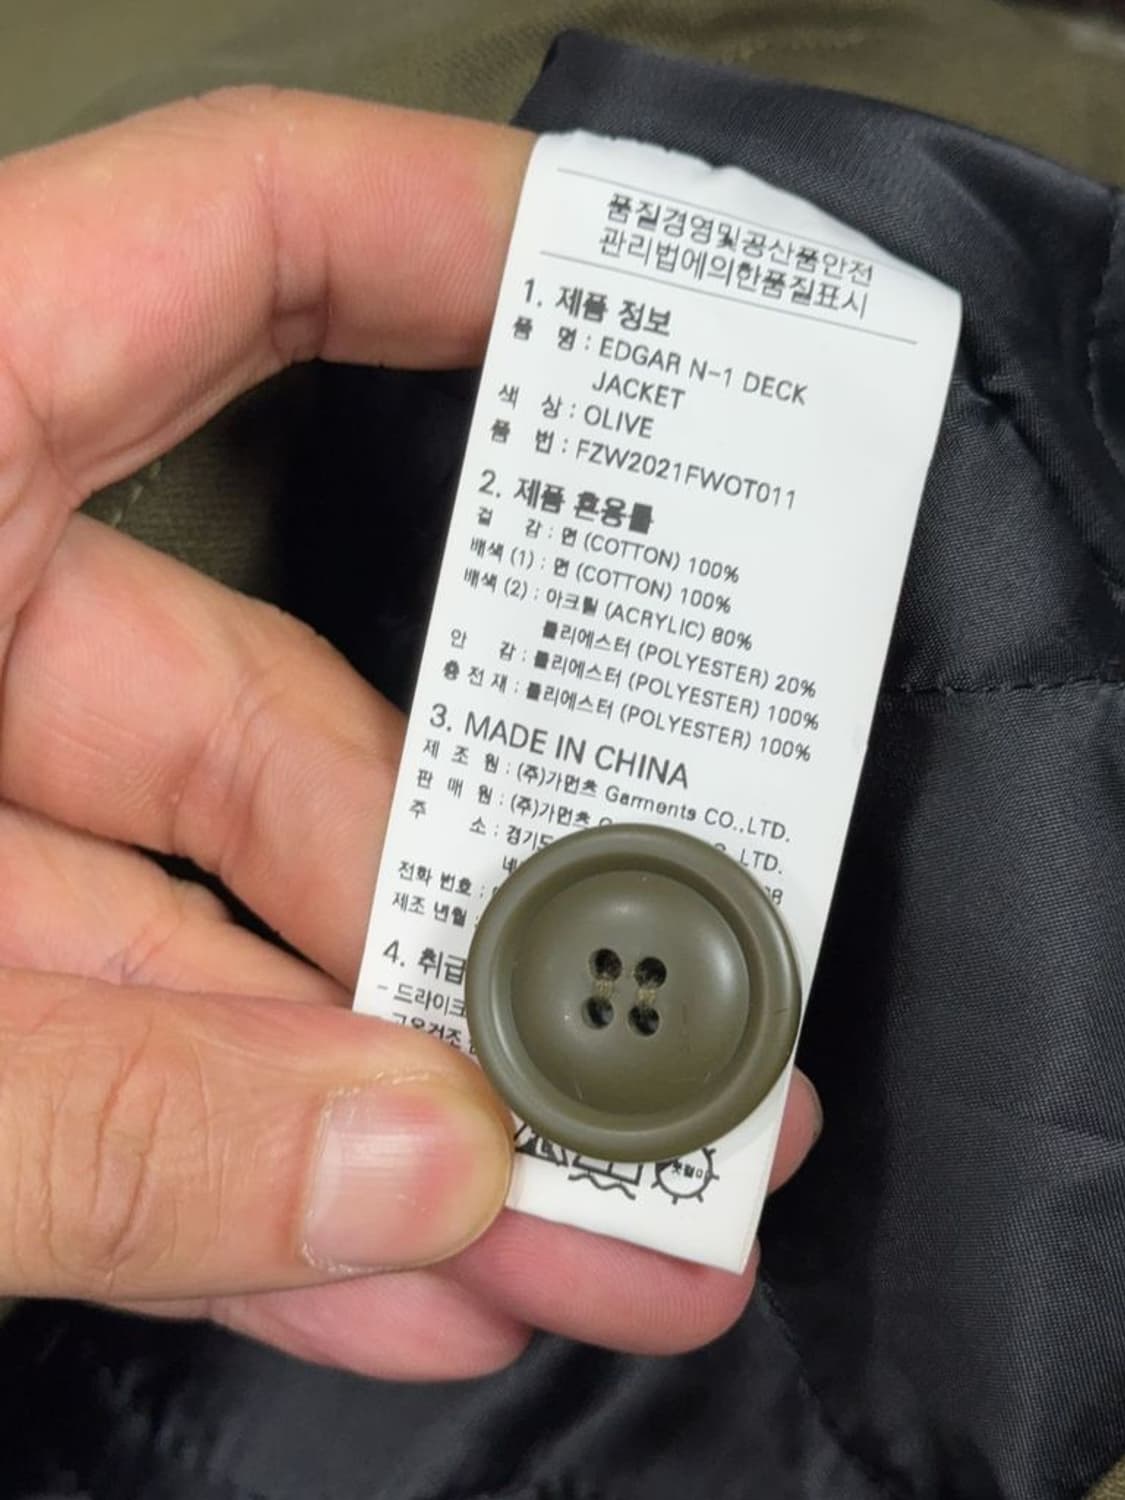 품질경영및공산품안전
관리법에의한품질표시
1. 제품 정보
품 명 : EDGAR N-1 DECK
JACKET
색 상 : OLIVE
품 번 : FZW2021FWOT011
2. 제품 혼용률
겉 감 : 면 (COTTON) 100%
배색 (1) : 면 (COTTON) 100%
배색 (2) : 아크릴 (ACRYLIC) 80%
폴리에스터 (POLYESTER) 20%
안 감 : 폴리에스터 (POLYESTER) 100%
충 전 재 : 폴리에스터 (POLYESTER) 100%
3. MADE IN CHINA
제 조 원 : (주)가먼츠 Garments CO.,LTD.
판 매 원 : (주)가먼츠 LTD.
주 소 : 경기도
전화 번호 :
제조 년월 :
4. 취급
- 드라이크